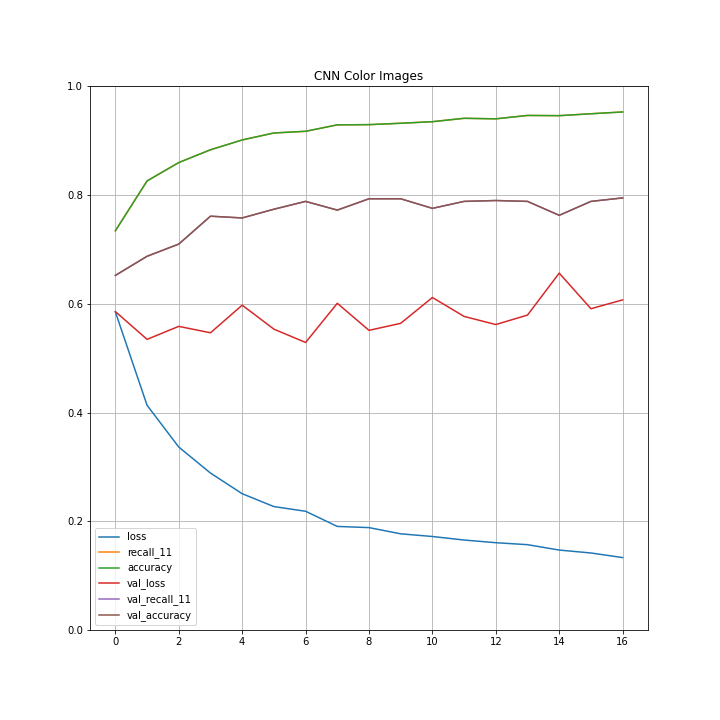 CNN Color Images
1.0
0.8
0.6
0.4
0.2
0.0
loss
recall_11
accuracy
val_loss
val_recall_11
val_accuracy
0 2 4 6 8 10 12 14 16